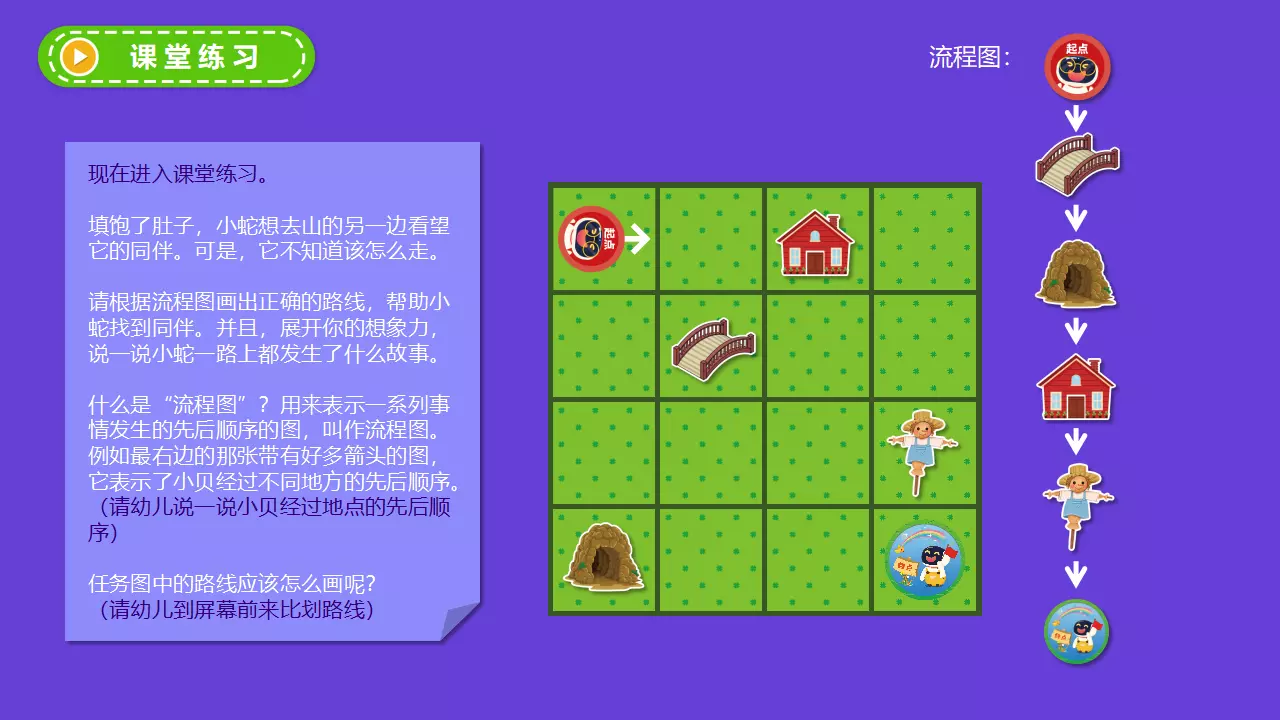 课堂练习
流程图：
起点
现在进入课堂练习。
填饱了肚子，小蛇想去山的另一边看望
它的同伴。可是，它不知道该怎么走。
请根据流程图画出正确的路线，帮助小
蛇找到同伴。并且，展开你的想象力，
说一说小蛇一路上都发生了什么故事。
什么是“流程图”？用来表示一系列事
情发生的先后顺序的图，叫作流程图。
例如最右边的那张带有好多箭头的图，
它表示了小贝经过不同地方的先后顺序。
（请幼儿说一说小贝经过地点的先后顺
序）
任务图中的路线应该怎么画呢?
（请幼儿到屏幕前来比划路线）
起点
终点
终点